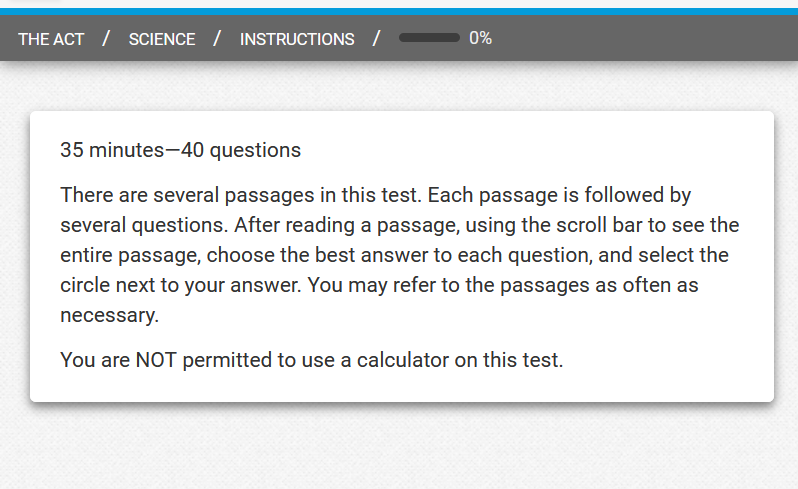 THE ACT / SCIENCE / INSTRUCTIONS / 0%
35 minutes—40 questions
There are several passages in this test. Each passage is followed by
several questions. After reading a passage, using the scroll bar to see the
entire passage, choose the best answer to each question, and select the
circle next to your answer. You may refer to the passages as often as
necessary.
You are NOT permitted to use a calculator on this test.